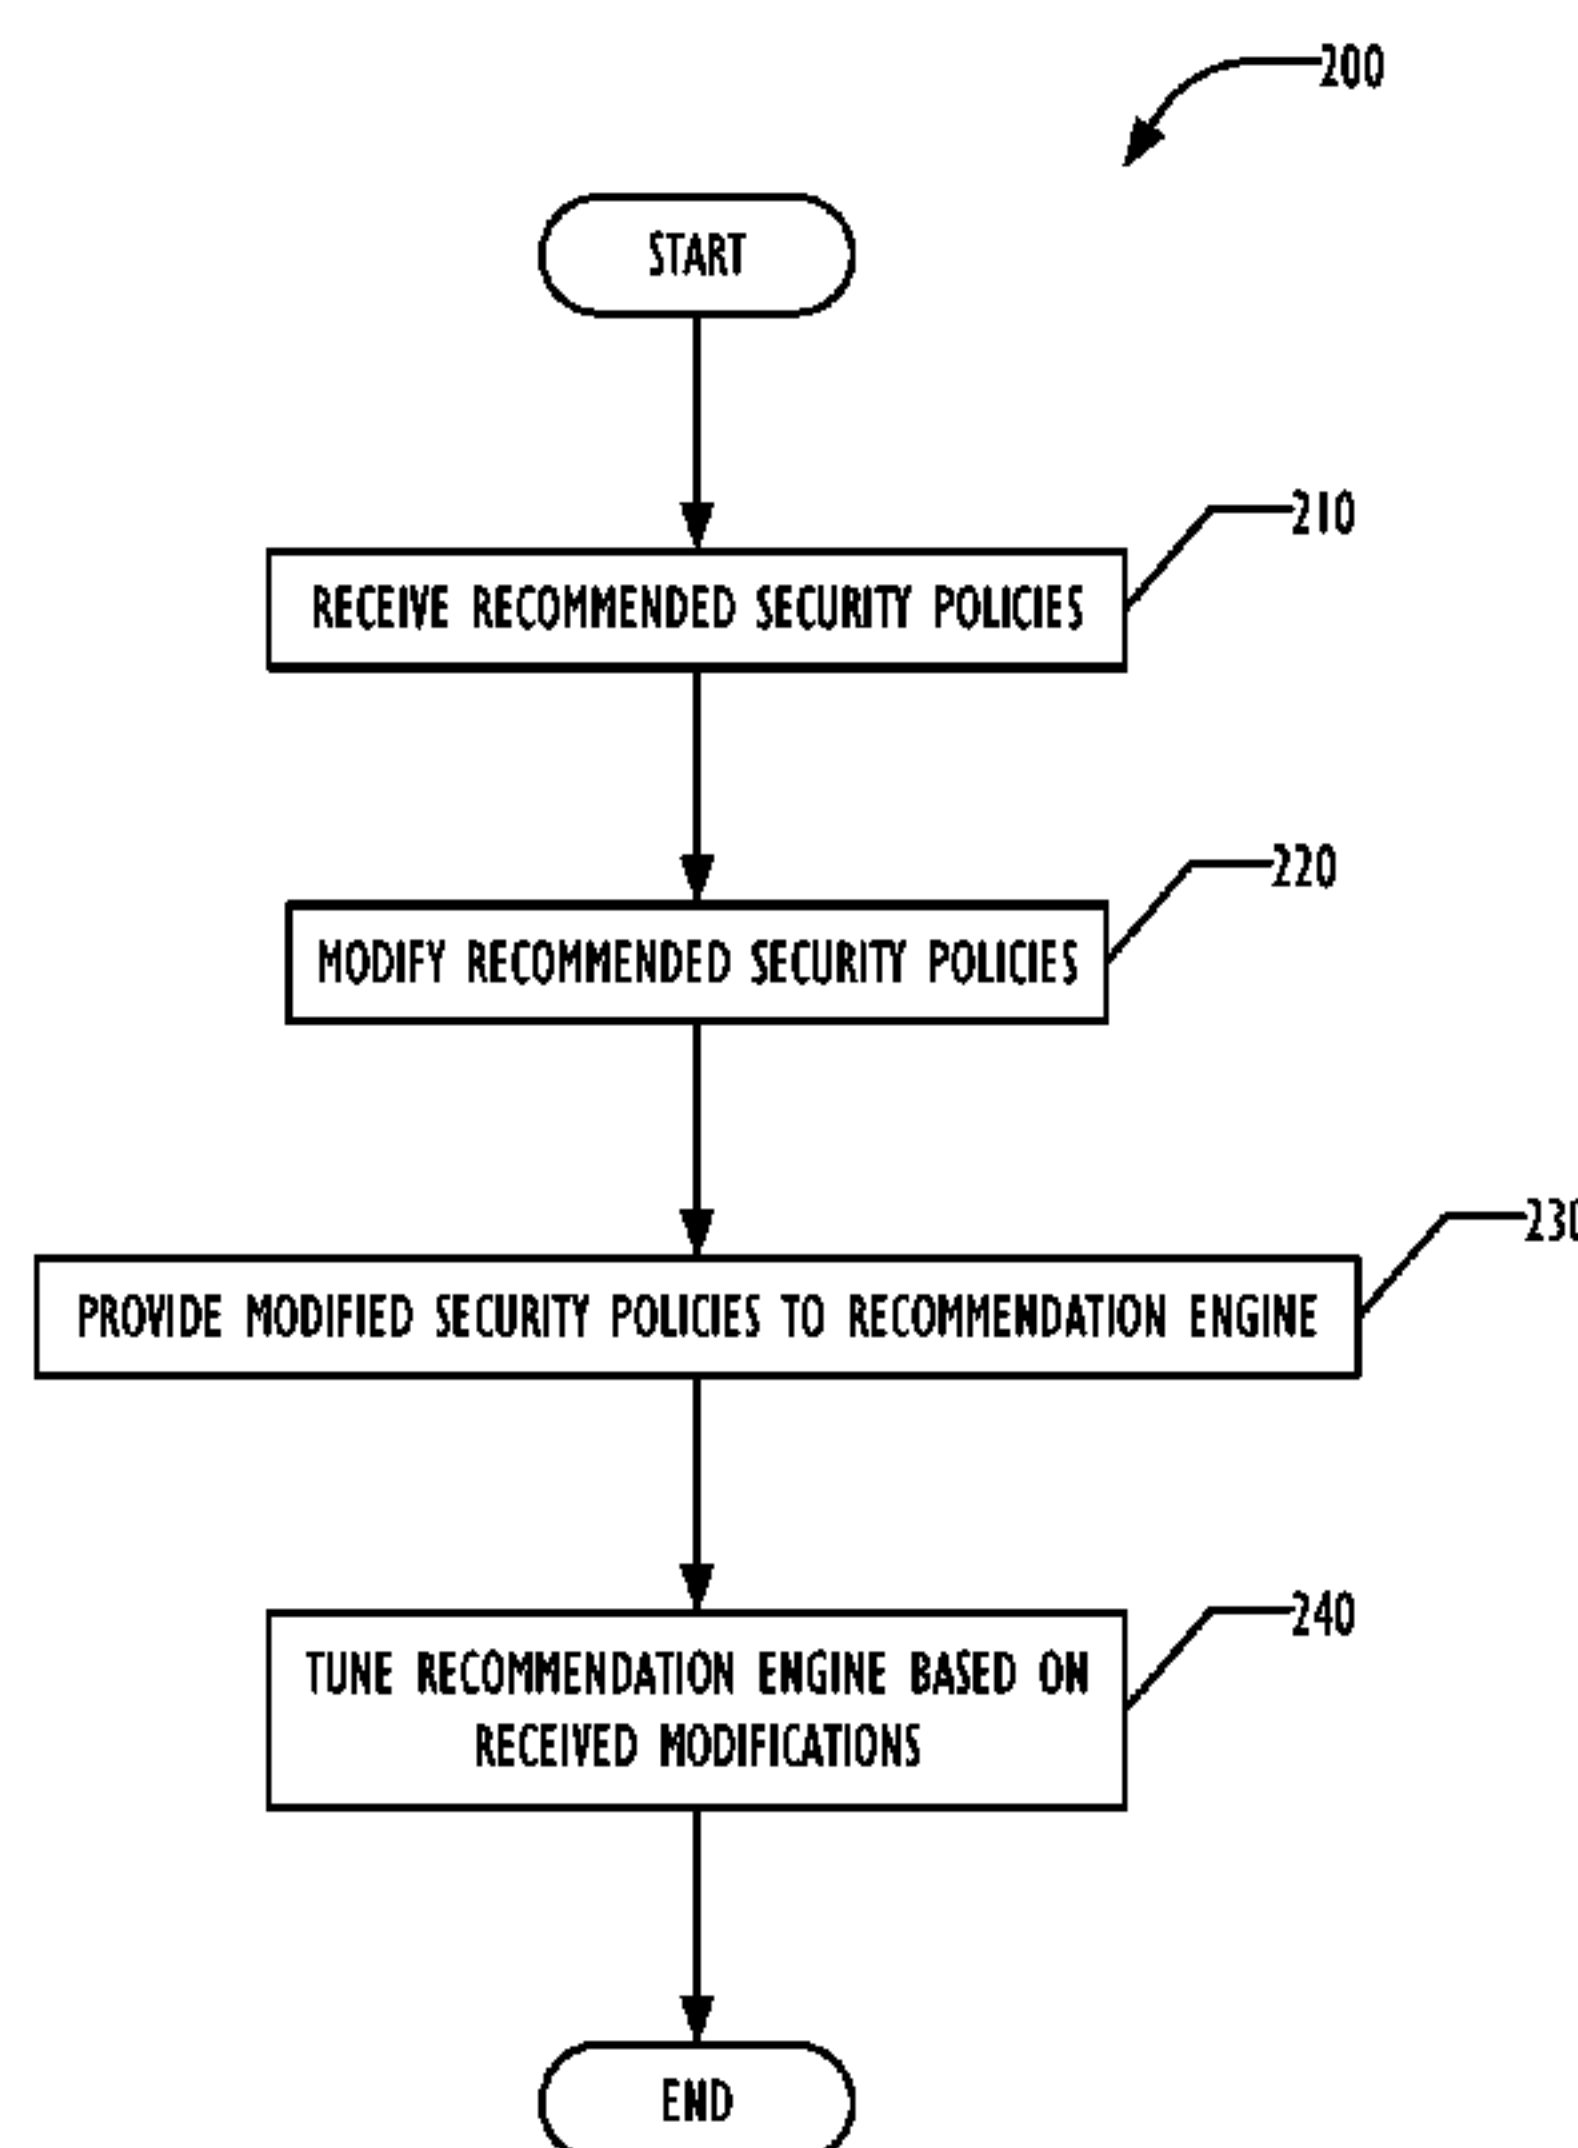 200
START
210
RECEIVE RECOMMENDED SECURITY POLICIES
220
MODIFY RECOMMENDED SECURITY POLICIES
230
PROVIDE MODIFIED SECURITY POLICIES TO RECOMMENDATION ENGINE
240
TUNE RECOMMENDATION ENGINE BASED ON
RECEIVED MODIFICATIONS
END